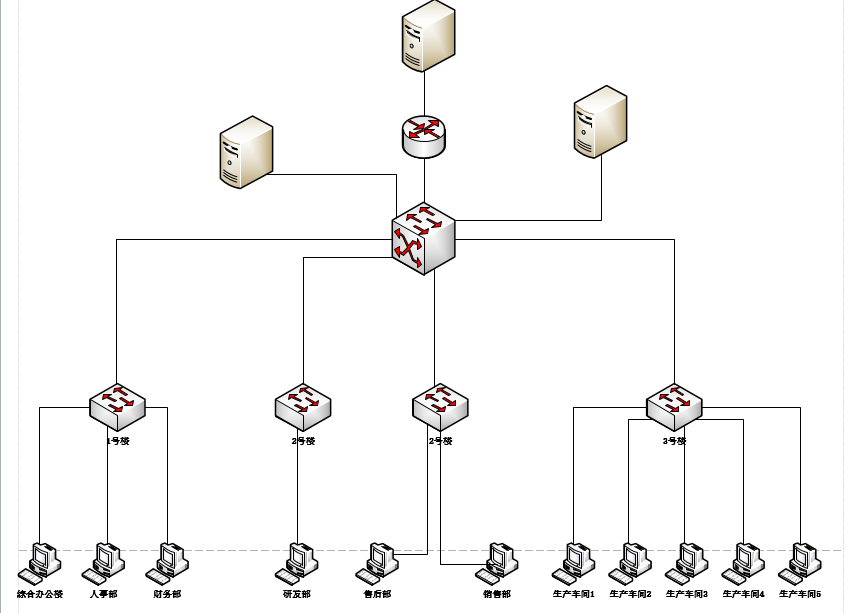 1号楼
2号楼
2号楼
3号楼
综合办公楼
人事部
财务部
研发部
售后部
销售部
生产车间1
生产车间2
生产车间3
生产车间4
生产车间5